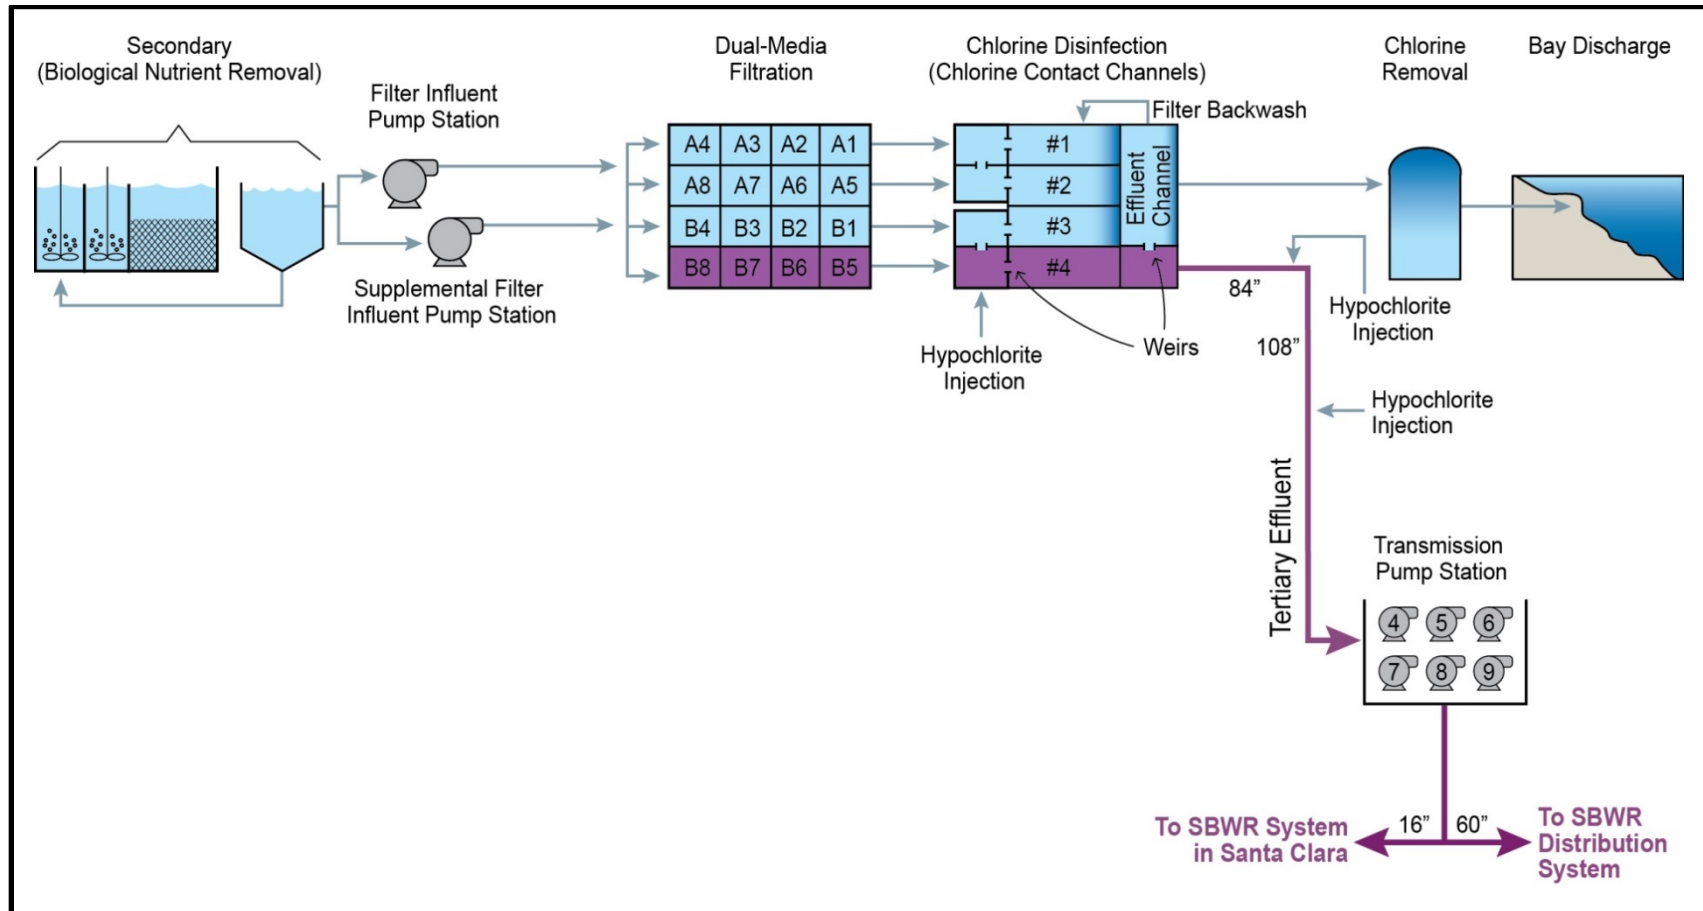 Secondary
(Biological Nutrient Removal)
Dual-Media
Filtration
Chlorine Disinfection
(Chlorine Contact Channels)
Chlorine
Removal
Bay Discharge
Filter Influent
Pump Station
Supplemental Filter
Influent Pump Station
Filter Backwash
A4 A3 A2 A1
A8 A7 A6 A5
B4 B3 B2 B1
B8 B7 B6 B5
#1
#2
#3
#4
Effluent
Channel
Hypochlorite
Injection
Weirs
84”
108”
Hypochlorite
Injection
Hypochlorite
Injection
Tertiary Effluent
Transmission
Pump Station
4 5 6
7 8 9
To SBWR System
in Santa Clara
16”
60”
To SBWR
Distribution
System